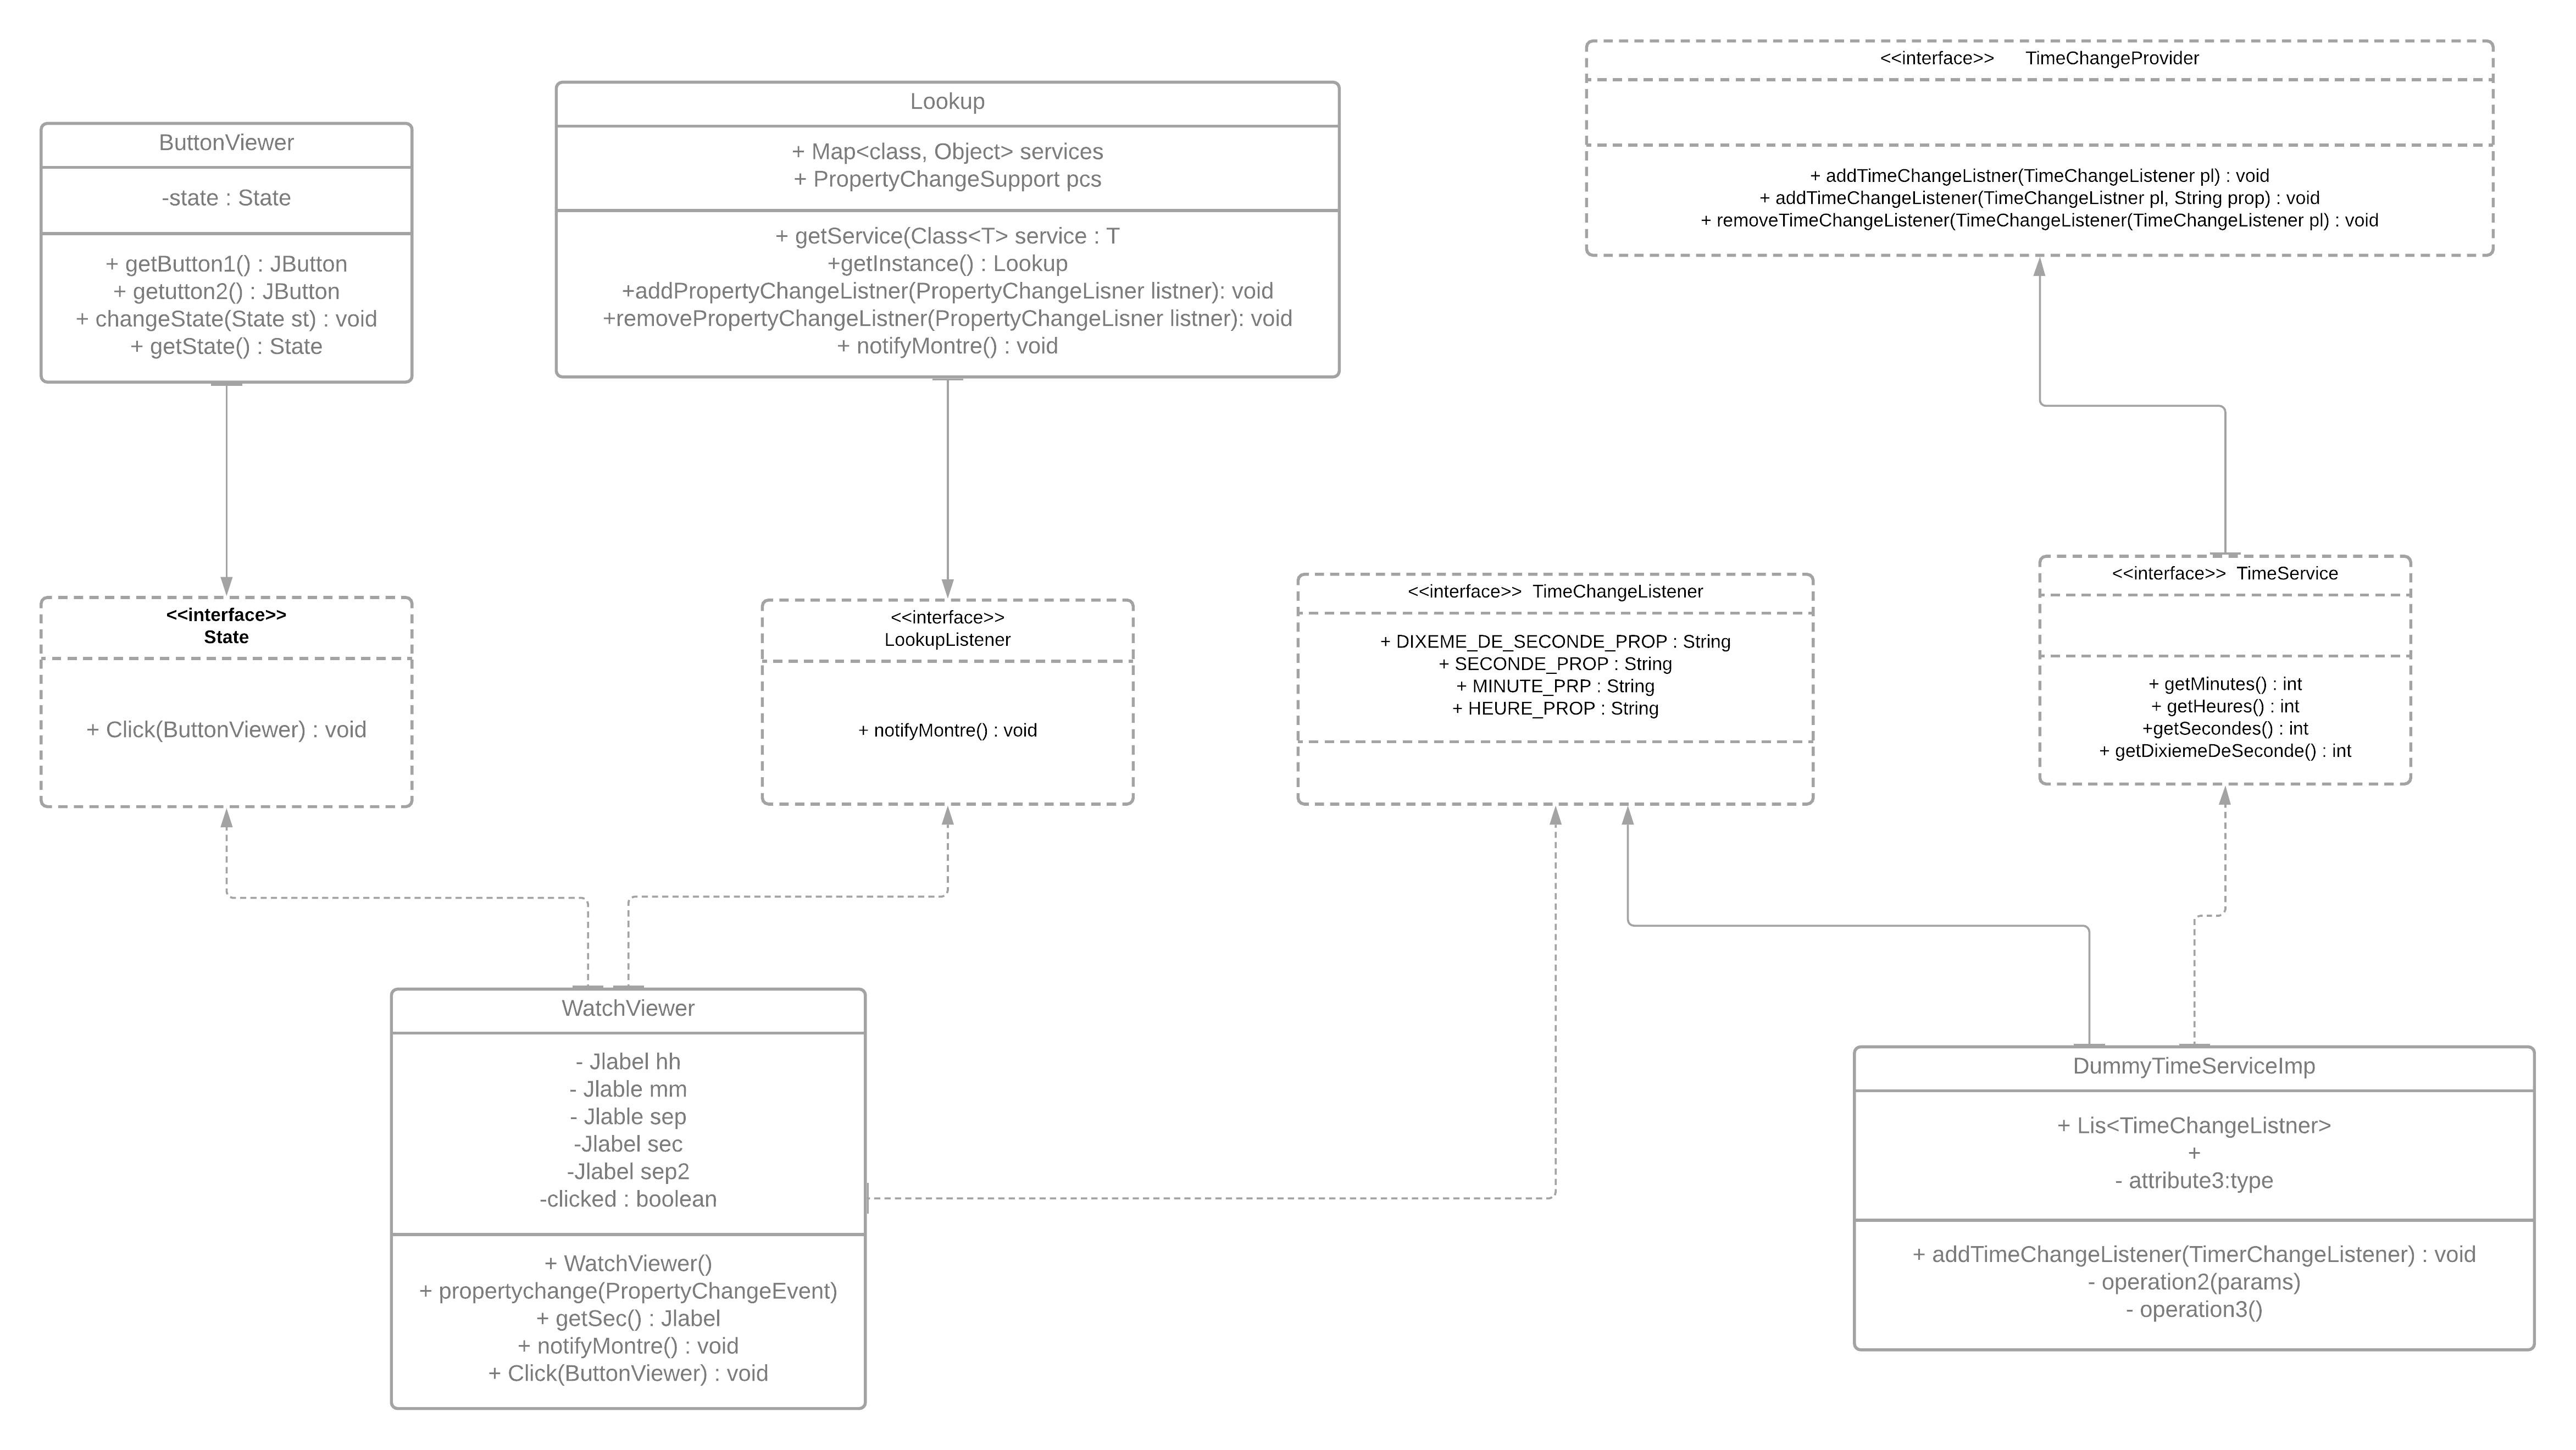 ButtonViewer
-state : State
+ getButton1() : JButton
+ getutton2() : JButton
+ changeState(State st) : void
+ getState() : State
Lookup
+ Map<class, Object> services
+ PropertyChangeSupport pcs
+ getService(Class<T> service : T
+getInstance() : Lookup
+addPropertyChangeListner(PropertyChangeLisner listner): void
+removePropertyChangeListner(PropertyChangeLisner listner): void
+ notifyMontre() : void
<<interface>> TimeChangeProvider
+ addTimeChangeListner(TimeChangeListener pl) : void
+ addTimeChangeListener(TimeChangeListner pl, String prop) : void
+ removeTimeChangeListener(TimeChangeListener(TimeChangeListener pl) : void
<<interface>>
State
+ Click(ButtonViewer) : void
<<interface>>
LookupListener
+ notifyMontre() : void
<<interface>> TimeChangeListener
+ DIXEME_DE_SECONDE_PROP : String
+ SECONDE_PROP : String
+ MINUTE_PRP : String
+ HEURE_PROP : String
<<interface>> TimeService
+ getMinutes() : int
+ getHeures() : int
+getSecondes() : int
+ getDixiemeDeSeconde() : int
WatchViewer
- Jlabel hh
- Jlable mm
- Jlable sep
-Jlabel sec
-Jlabel sep2
-clicked : boolean
+ WatchViewer()
+ propertychange(PropertyChangeEvent)
+ getSec() : Jlabel
+ notifyMontre() : void
+ Click(ButtonViewer) : void
DummyTimeServiceImp
+ Lis<TimeChangeListner>
+
- attribute3:type
+ addTimeChangeListener(TimerChangeListener) : void
- operation2(params)
- operation3()